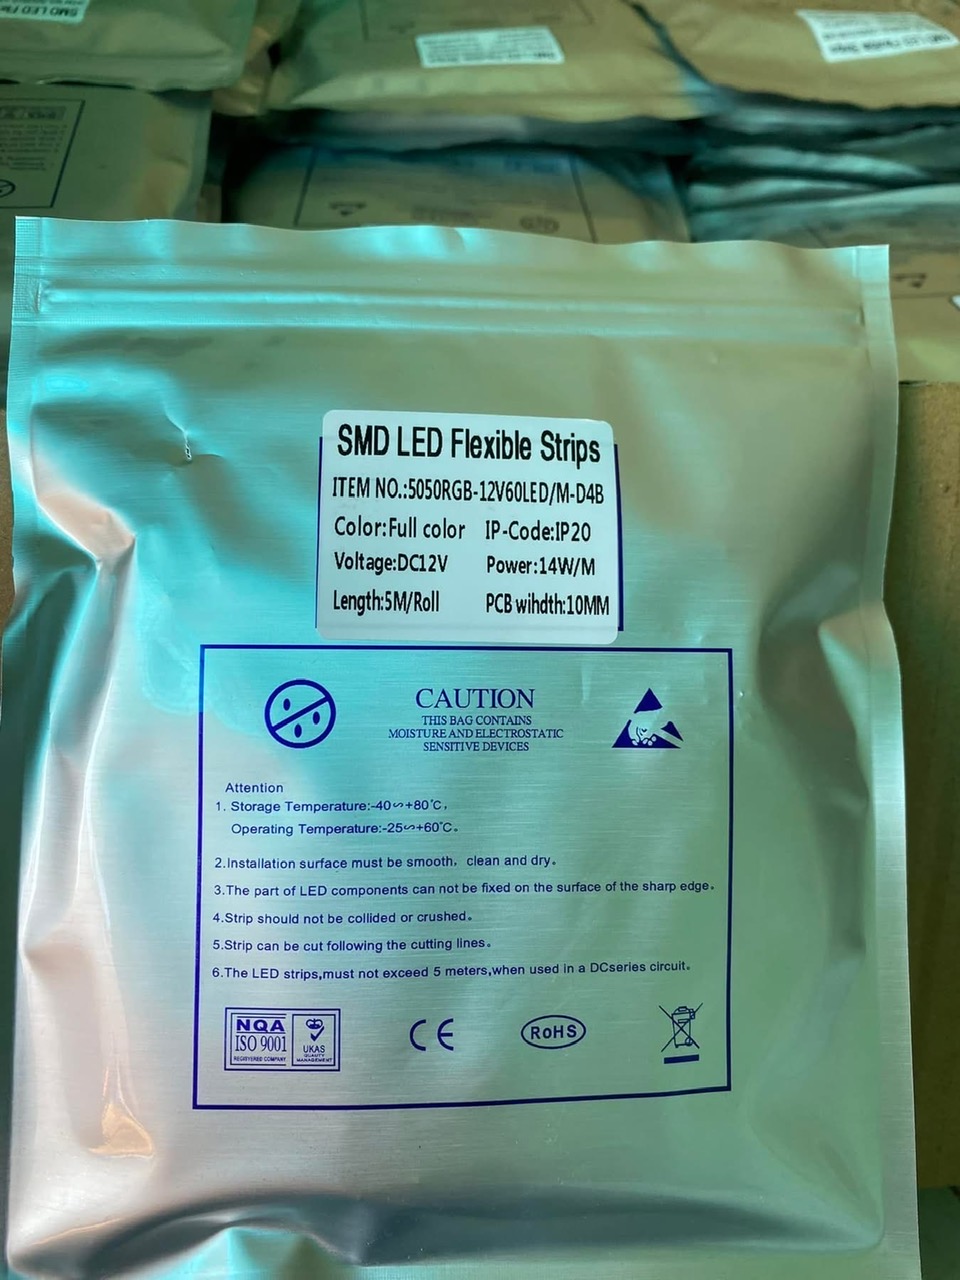 SMD LED Flexible Strips
ITEM NO.:5050RGB-12V60LED/M-D4B
Color:Full color IP-Code:IP20
Voltage:DC12V Power:14W/M
Length:5M/Roll PCB wihdth:10MM
CAUTION
THIS BAG CONTAINS
MOISTURE AND ELECTROSTATIC
SENSITIVE DEVICES
Attention
1. Storage Temperature:-40∽+80℃,
Operating Temperature:-25∽+60℃。
2.Installation surface must be smooth, clean and dry。
3.The part of LED components can not be fixed on the surface of the sharp edge。
4.Strip should not be collided or crushed。
5.Strip can be cut following the cutting lines。
6.The LED strips,must not exceed 5 meters,when used in a DCseries circuit。
NQA
ISO 9001
REGISTERED COMPANY
UKAS
QUALITY
MANAGEMENT
CE
RoHS